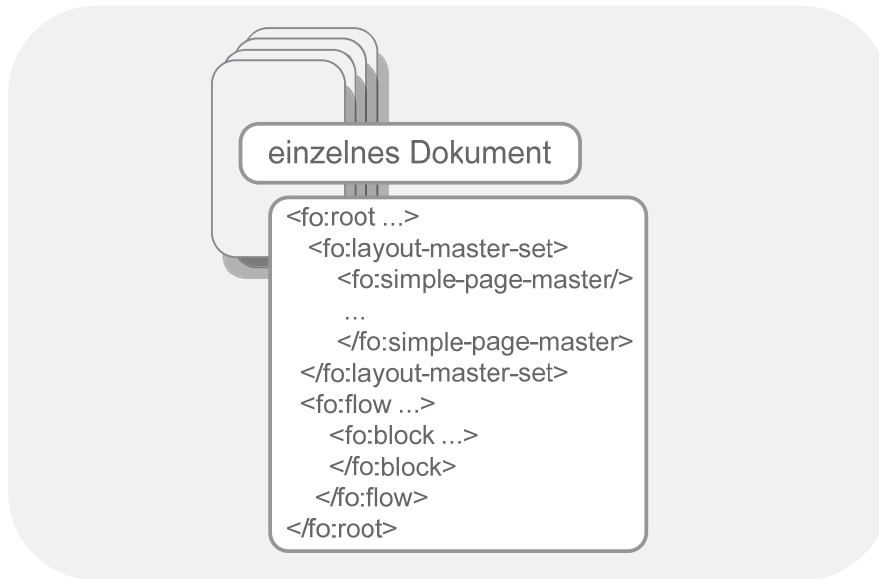 einzelnes Dokument
<fo:root ...>
<fo:layout-master-set>
<fo:simple-page-master/>
...
</fo:simple-page-master>
</fo:layout-master-set>
<fo:flow ...>
<fo:block ...>
</fo:block>
</fo:flow>
</fo:root>